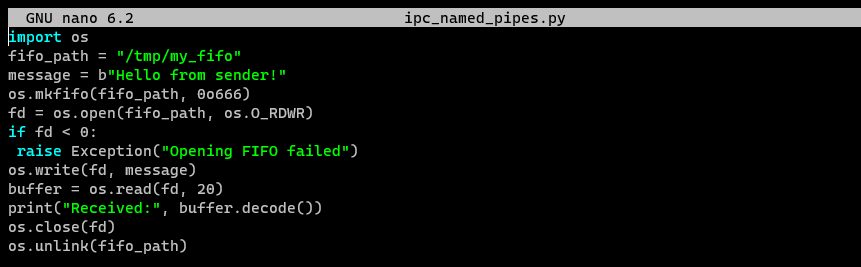 GNU nano 6.2 ipc_named_pipes.py
import os
fifo_path = "/tmp/my_fifo"
message = b"Hello from sender!"
os.mkfifo(fifo_path, 0o666)
fd = os.open(fifo_path, os.O_RDWR)
if fd < 0:
 raise Exception("Opening FIFO failed")
os.write(fd, message)
buffer = os.read(fd, 20)
print("Received:", buffer.decode())
os.close(fd)
os.unlink(fifo_path)